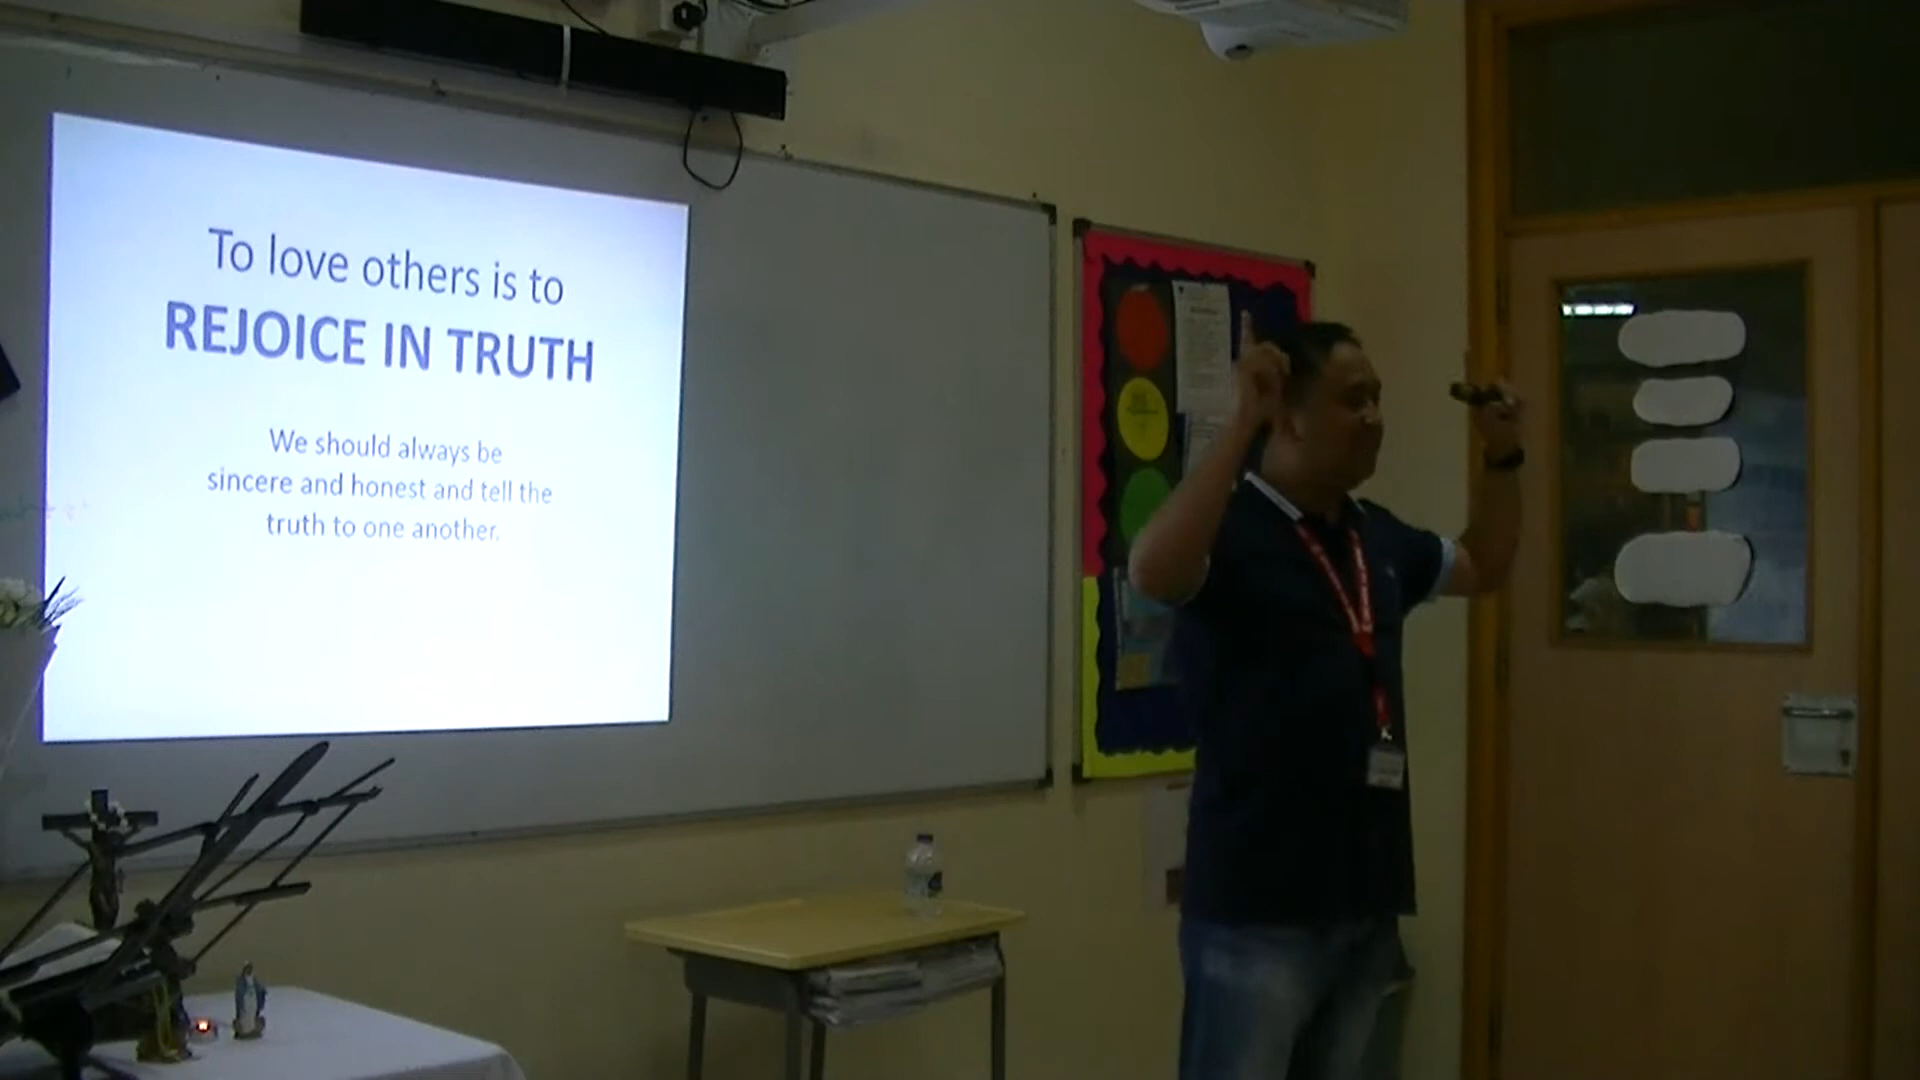 To love others is to
REJOICE IN TRUTH
We should always be
sincere and honest and tell the
truth to one another.